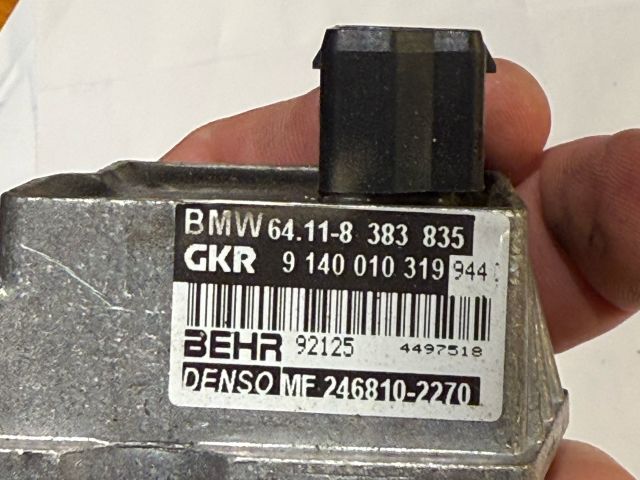 BMW 64.11-8 383 835
GKR 9 140 010 319 944
BEHR 92125 4497518
DENSO MF 246810-2270